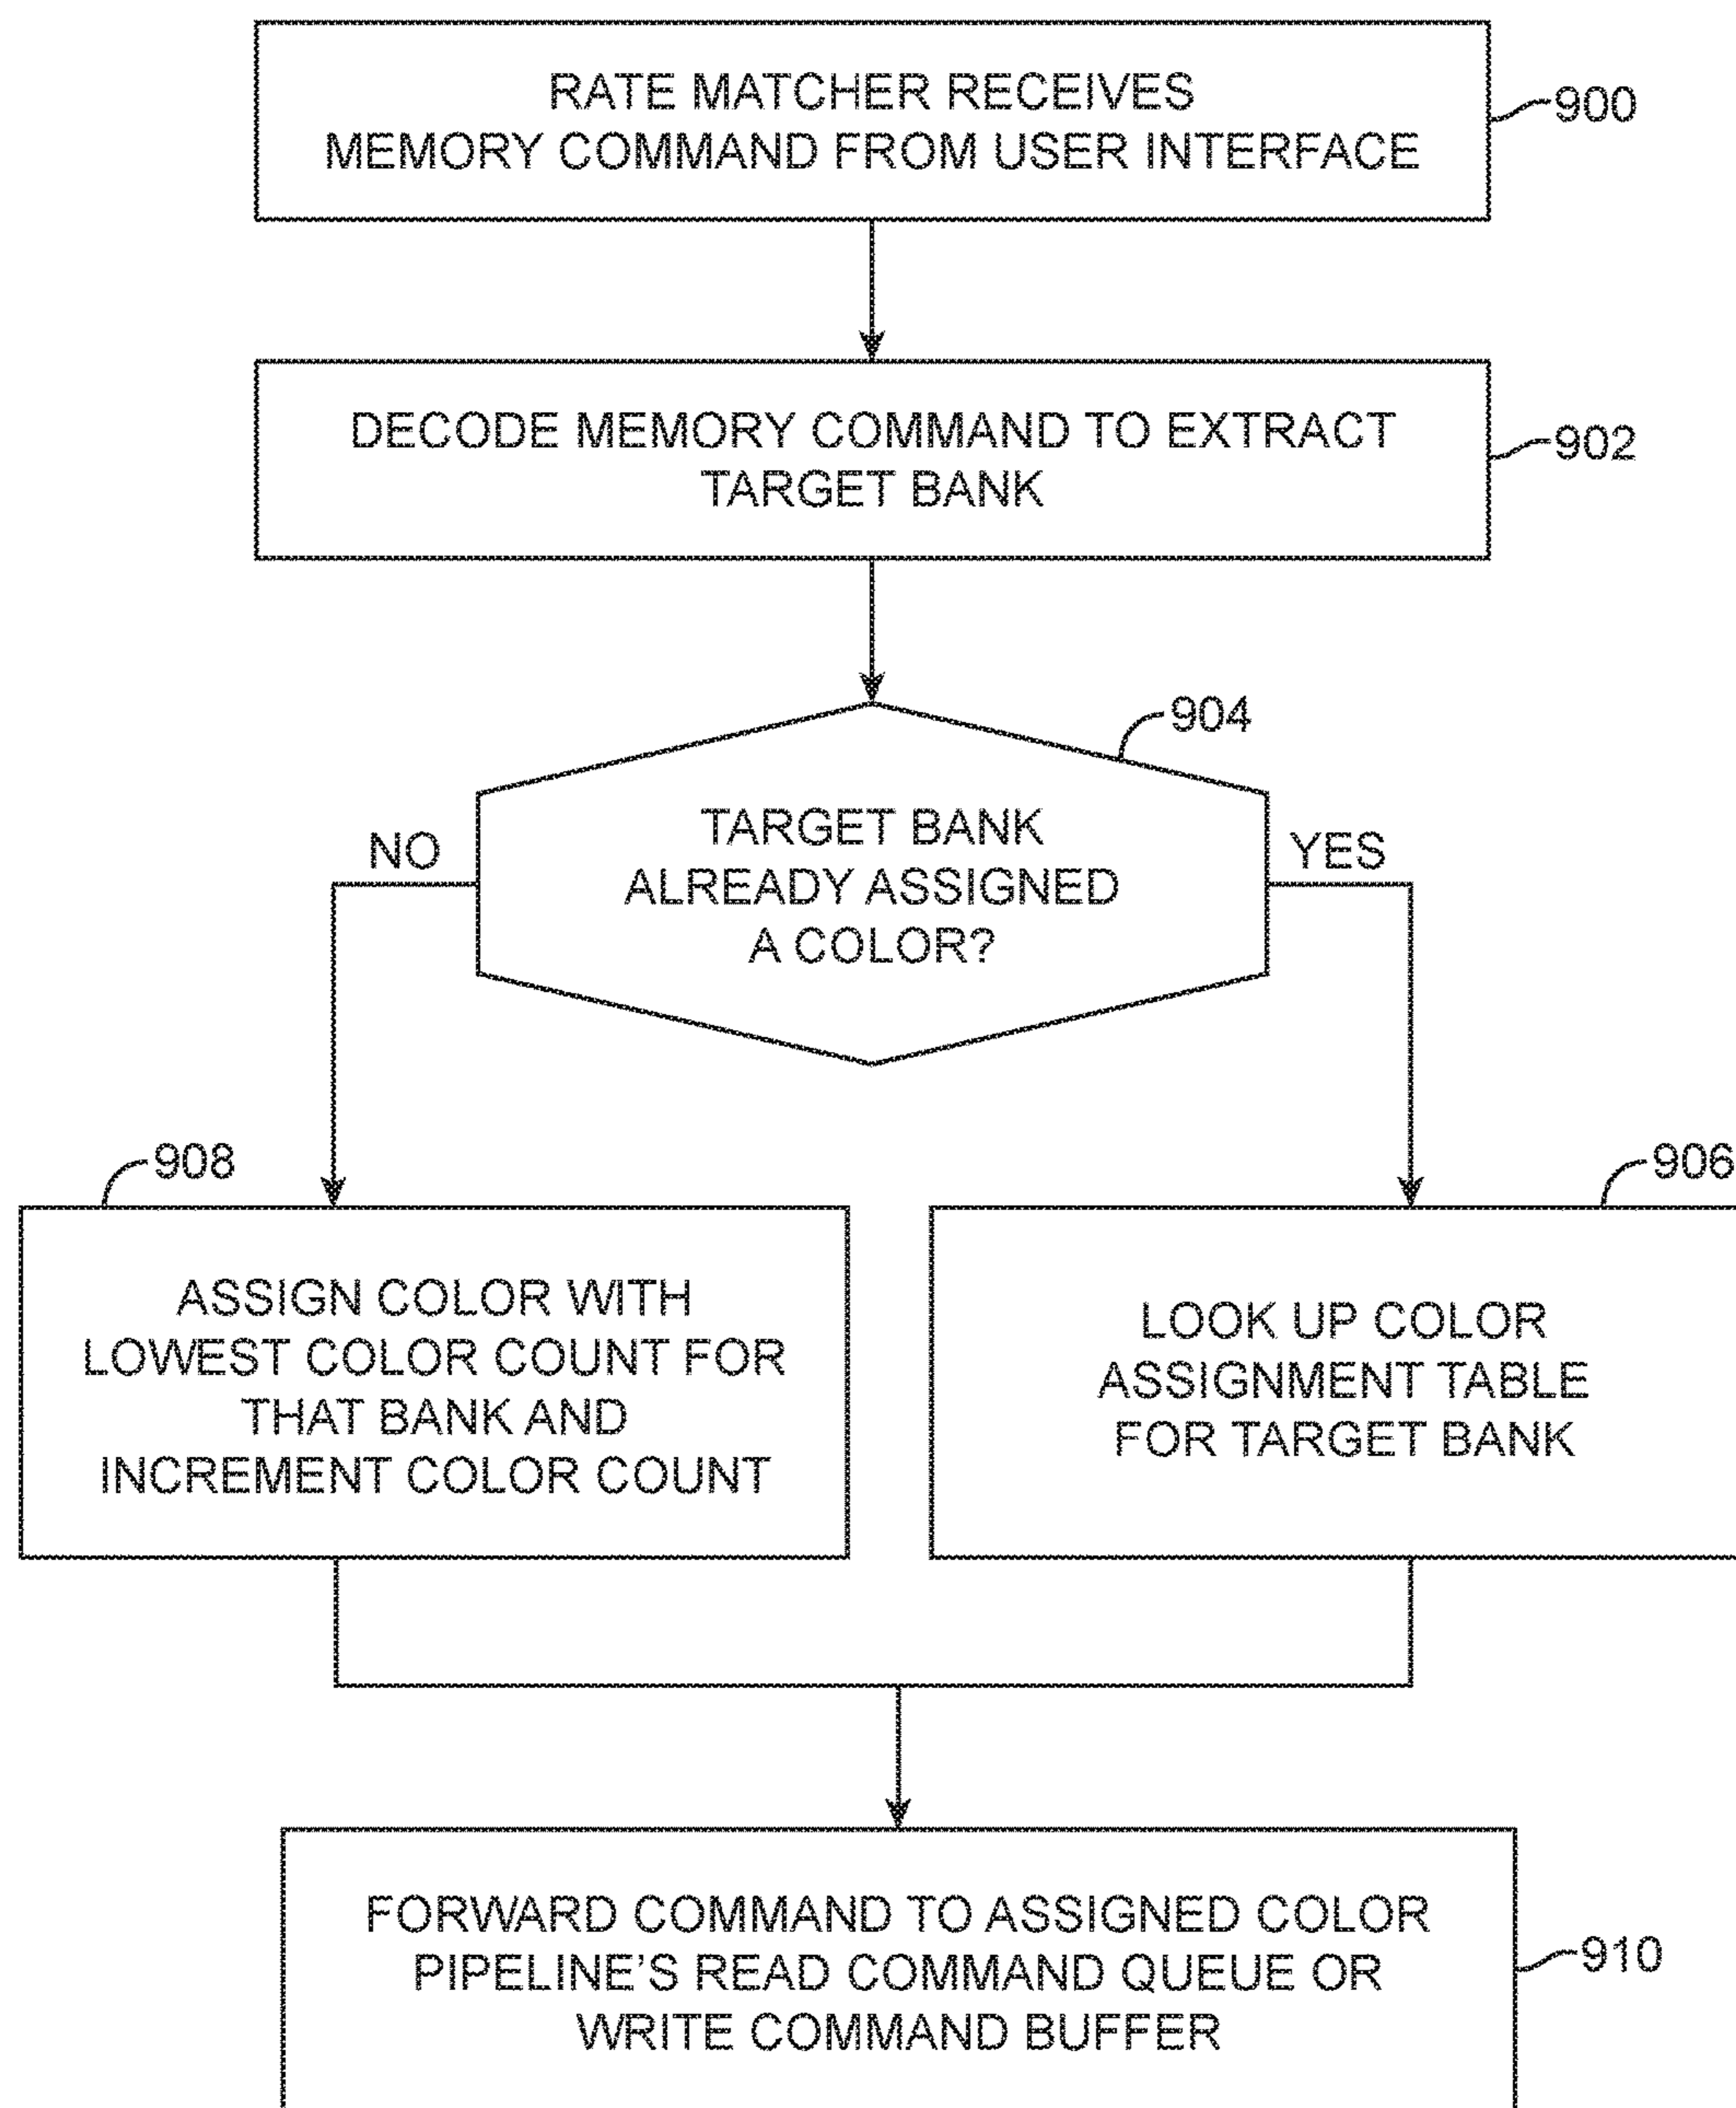 RATE MATCHER RECEIVES
MEMORY COMMAND FROM USER INTERFACE
900
DECODE MEMORY COMMAND TO EXTRACT
TARGET BANK
902
904
TARGET BANK
ALREADY ASSIGNED
A COLOR?
NO
YES
908
ASSIGN COLOR WITH
LOWEST COLOR COUNT FOR
THAT BANK AND
INCREMENT COLOR COUNT
906
LOOK UP COLOR
ASSIGNMENT TABLE
FOR TARGET BANK
FORWARD COMMAND TO ASSIGNED COLOR
PIPELINE'S READ COMMAND QUEUE OR
WRITE COMMAND BUFFER
910